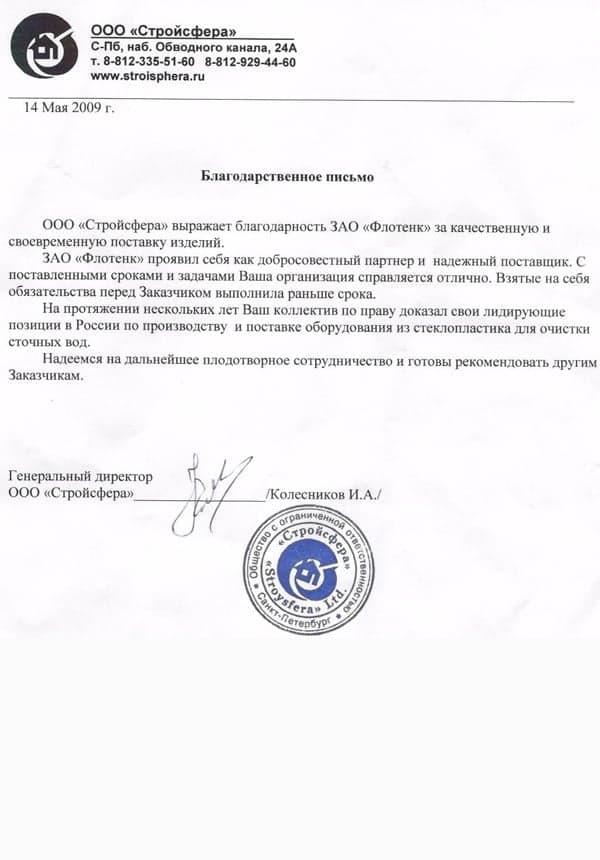 ООО «Стройсфера»
С-Пб, наб. Обводного канала, 24А
т. 8-812-335-51-60   8-812-929-44-60
www.stroisphera.ru
14 Мая 2009 г.
Благодарственное письмо
ООО «Стройсфера» выражает благодарность ЗАО «Флотенк» за качественную и
своевременную поставку изделий.
ЗАО «Флотенк» проявил себя как добросовестный партнер и  надежный поставщик. С
поставленными сроками и задачами Ваша организация справляется отлично. Взятые на себя
обязательства перед Заказчиком выполнила раньше срока.
На протяжении нескольких лет Ваш коллектив по праву доказал свои лидирующие
позиции в России по производству  и поставке оборудования из стеклопластика для очистки
сточных вод.
Надеемся на дальнейшее плодотворное сотрудничество и готовы рекомендовать другим
Заказчикам.
Генеральный директор
ООО «Стройсфера»__________________/Колесников И.А./
Общество с ограниченной ответственностью
«Стройсфера»
«Stroysfera» Ltd.
* Санкт-Петербург *